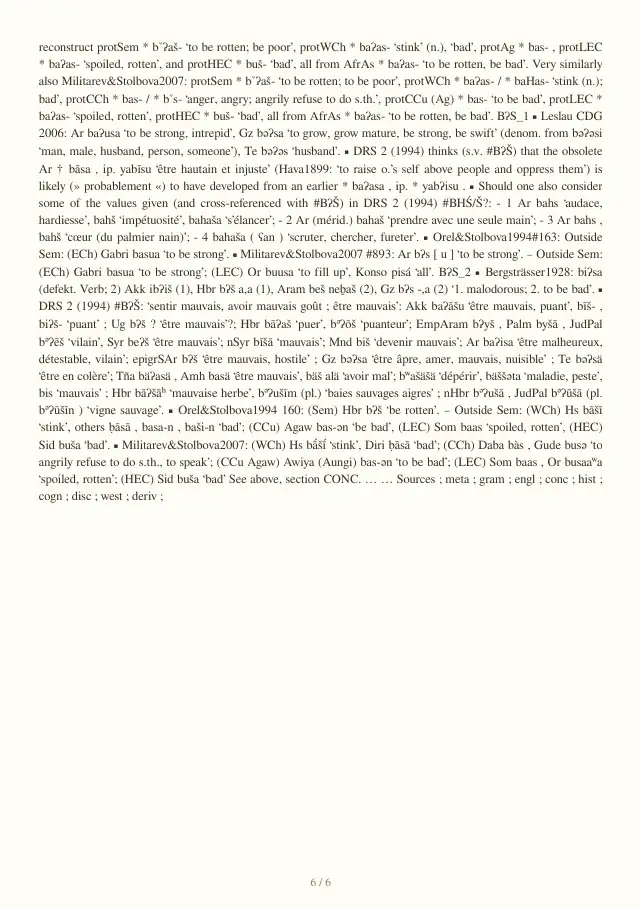 reconstruct protSem * bˇʔaš- ‘to be rotten; be poor’, protWCh * baʔas- ‘stink’ (n.), ‘bad’, protAg * bas- , protLEC
* baʔas- ‘spoiled, rotten’, and protHEC * buš- ‘bad’, all from AfrAs * baʔas- ‘to be rotten, be bad’. Very similarly
also Militarev&Stolbova2007: protSem * bˇʔaš- ‘to be rotten; to be poor’, protWCh * baʔas- / * baHas- ‘stink (n.);
bad’, protCCh * bas- / * bˇs- ‘anger, angry; angrily refuse to do s.th.’, protCCu (Ag) * bas- ‘to be bad’, protLEC *
baʔas- ‘spoiled, rotten’, protHEC * buš- ‘bad’, all from AfrAs * baʔas- ‘to be rotten, be bad’. BʔS_1 ▪ Leslau CDG
2006: Ar baʔusa ‘to be strong, intrepid’, Gz bəʔsa ‘to grow, grow mature, be strong, be swift’ (denom. from bəʔəsi
‘man, male, husband, person, someone’), Te bəʔəs ‘husband’. ▪ DRS 2 (1994) thinks (s.v. #BʔŠ) that the obsolete
Ar † bāsa , ip. yabīsu ‘être hautain et injuste’ (Hava1899: ‘to raise o.’s self above people and oppress them’) is
likely (» probablement «) to have developed from an earlier * baʔasa , ip. * yabʔisu . ▪ Should one also consider
some of the values given (and cross-referenced with #BʔŠ) in DRS 2 (1994) #BHŚ/Š?: - 1 Ar bahs ‘audace,
hardiesse’, bahš ‘impétuosité’, bahaša ‘s’élancer’; - 2 Ar (mérid.) bahaš ‘prendre avec une seule main’; - 3 Ar bahs ,
bahš ‘cœur (du palmier nain)’; - 4 bahaša ( ʕan ) ‘scruter, chercher, fureter’. ▪ Orel&Stolbova1994#163: Outside
Sem: (ECh) Gabri basua ‘to be strong’. ▪ Militarev&Stolbova2007 #893: Ar bʔs [ u ] ‘to be strong’. – Outside Sem:
(ECh) Gabri basua ‘to be strong’; (LEC) Or buusa ‘to fill up’, Konso pisá ‘all’. BʔS_2 ▪ Bergsträsser1928: biʔsa
(defekt. Verb; 2) Akk ibʔiš (1), Hbr bʔš a,a (1), Aram beš neḇaš (2), Gz bʔs -,a (2) ‘1. malodorous; 2. to be bad’. ▪
DRS 2 (1994) #BʔŠ: ‘sentir mauvais, avoir mauvais goût ; être mauvais’: Akk baʔāšu ‘être mauvais, puant’, bīš- ,
biʔš- ‘puant’ ; Ug bʔš ? ‘être mauvais’?; Hbr bāʔaš ‘puer’, bᵊʔōš ‘puanteur’; EmpAram bʔyš , Palm byšā , JudPal
bᵊʔēš ‘vilain’, Syr beʔš ‘être mauvais’; nSyr bīšā ‘mauvais’; Mnd biš ‘devenir mauvais’; Ar baʔisa ‘être malheureux,
détestable, vilain’; epigrSAr bʔš ‘être mauvais, hostile’ ; Gz bəʔsa ‘être âpre, amer, mauvais, nuisible’ ; Te bəʔsä
‘être en colère’; Tña bäʔasä , Amh basä ‘être mauvais’, bäš alä ‘avoir mal’; bʷašäšä ‘dépérir’, bäššəta ‘maladie, peste’,
bis ‘mauvais’ ; Hbr bāʔšāʰ ‘mauvaise herbe’, bᵊʔušīm (pl.) ‘baies sauvages aigres’ ; nHbr bᵊʔušā , JudPal bᵊʔūšā (pl.
bᵊʔūšīn ) ‘vigne sauvage’. ▪ Orel&Stolbova1994 160: (Sem) Hbr bʔš ‘be rotten’. – Outside Sem: (WCh) Hs bāšī
‘stink’, others ḅāsā , basa-n , baši-n ‘bad’; (CCu) Agaw bas-ən ‘be bad’, (LEC) Som baas ‘spoiled, rotten’, (HEC)
Sid buša ‘bad’. ▪ Militarev&Stolbova2007: (WCh) Hs bā́šī́ ‘stink’, Diri ḅāsā ‘bad’; (CCh) Daba bàs , Gude busə ‘to
angrily refuse to do s.th., to speak’; (CCu Agaw) Awiya (Aungi) bas-ən ‘to be bad’; (LEC) Som baas , Or busaaʷa
‘spoiled, rotten’; (HEC) Sid buša ‘bad’ See above, section CONC. … … Sources ; meta ; gram ; engl ; conc ; hist ;
cogn ; disc ; west ; deriv ;
6 / 6